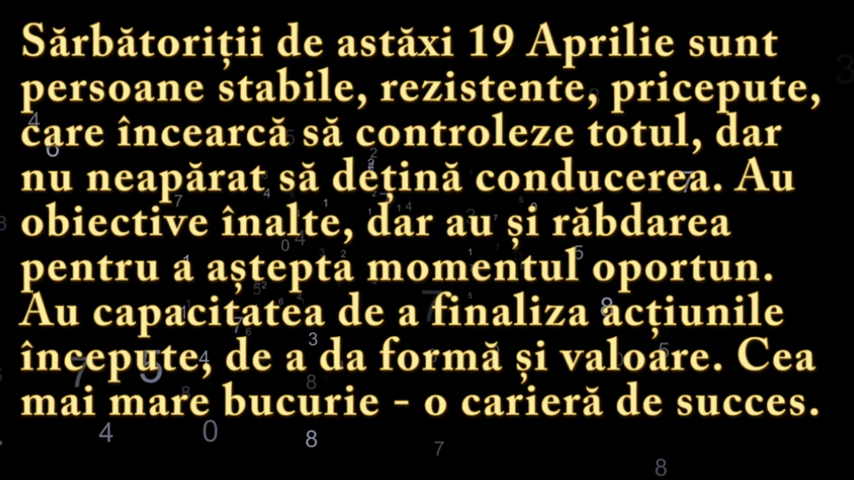 Sărbătoriții de astăxi 19 Aprilie sunt
persoane stabile, rezistente, pricepute,
care încearcă să controleze totul, dar
nu neapărat să dețină conducerea. Au
obiective înalte, dar au și răbdarea
pentru a aștepta momentul oportun.
Au capacitatea de a finaliza acțiunile
începute, de a da formă și valoare. Cea
mai mare bucurie - o carieră de succes.